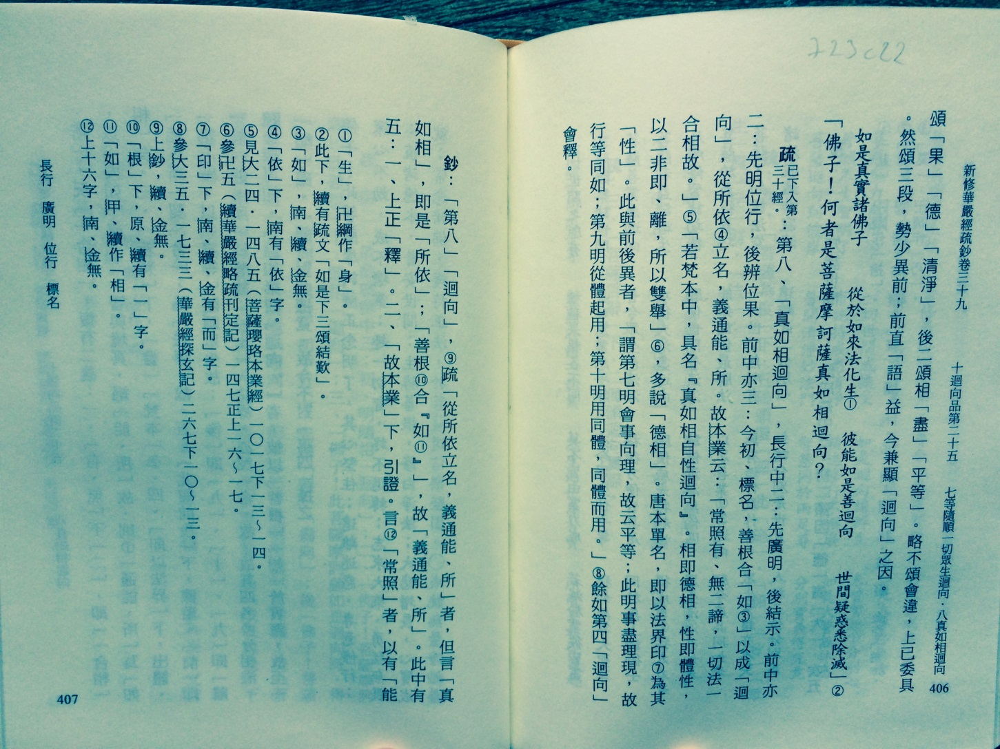 723c22
新修華嚴經疏鈔卷三十九 十迴向品第二十五 七等隨順一切眾生迴向．八真如相迴向 406
頌「果」「德」「清淨」，後二頌相「盡」「平等」。略不頌會違，上已委具
。然頌三段，勢少異前；前直「語」益，今兼顯「迴向」之因。
如是真實諸佛子 從於如來法化生① 彼能如是善迴向 世間疑惑悉除滅」②
「佛子！何者是菩薩摩訶薩真如相迴向？
疏已下入第三十經。：第八、「真如相迴向」，長行中二：先廣明，後結示。前中亦
二：先明位行，後辨位果。前中亦三：今初、標名，善根合「如③」以成「迴
向」，從所依④立名，義通能、所。故本業云：「常照有、無二諦，一切法一
合相故。」⑤「若梵本中，具名『真如相自性迴向』。相即德相，性即體性，
以二非即、離，所以雙舉」⑥，多說「德相」。唐本單名，即以法界印⑦為其
「性」。此與前後異者，「謂第七明會事向理，故云平等；此明事盡理現，故
行等同如；第九明從體起用；第十明用同體，同體而用。」⑧餘如第四「迴向」
會釋。
鈔：「第八」「迴向」，⑨疏「從所依立名，義通能、所」者，但言「真
如相」，即是「所依」；「善根⑩合『如⑪』」，故「義通能、所」。此中有
五：一、上正「釋」。二、「故本業」下，引證。言⑫「常照」者，以有「能
①「生」，卍綱作「身」。
②此下，續有疏文「如是下三頌結歎」。
③「如」，南、續、金無。
④「依」下，南有「依」字。
⑤見大二四．一四八五（菩薩瓔珞本業經）一〇一七下一三～一四。
⑥參卍五（續華嚴經略疏刊定記）一四七正上一六～一七。
⑦「印」下，南、續、金有「而」字。
⑧參大三五．一七三三（華嚴經探玄記）二六七下一〇～一三。
⑨上鈔，續、金無。
⑩「根」下，原、續有「一」字。
⑪「如」，甲、續作「相」。
⑫上十六字，南、金無。
長行 廣明 位行 標名
407